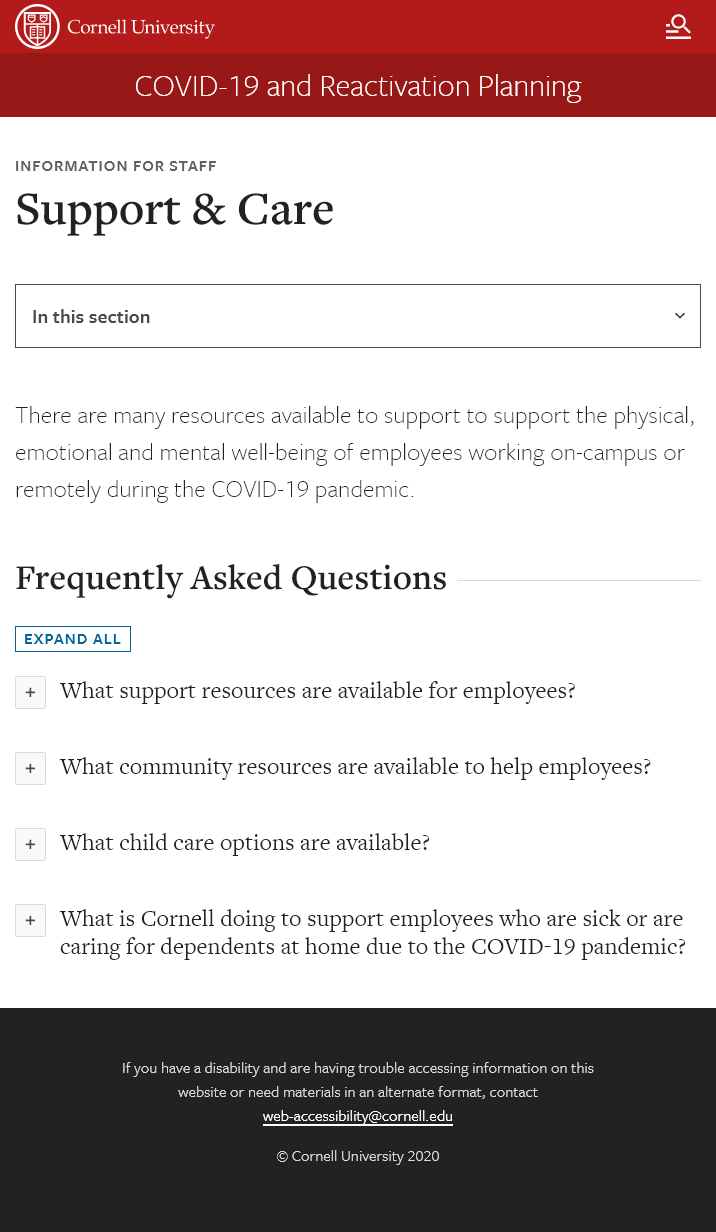 Cornell University
COVID-19 and Reactivation Planning
INFORMATION FOR STAFF
Support & Care
In this section
There are many resources available to support to support the physical,
emotional and mental well-being of employees working on-campus or
remotely during the COVID-19 pandemic.
Frequently Asked Questions
EXPAND ALL
+ What support resources are available for employees?
+ What community resources are available to help employees?
+ What child care options are available?
+ What is Cornell doing to support employees who are sick or are
caring for dependents at home due to the COVID-19 pandemic?
If you have a disability and are having trouble accessing information on this
website or need materials in an alternate format, contact
web-accessibility@cornell.edu
© Cornell University 2020